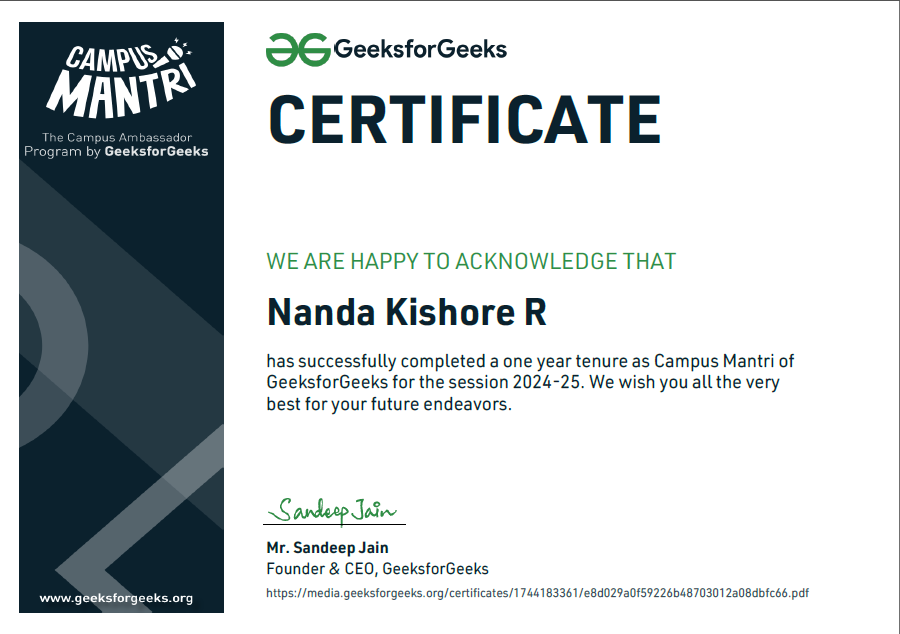 CAMPUS
MANTRI
The Campus Ambassador
Program by GeeksforGeeks
www.geeksforgeeks.org
GeeksforGeeks
CERTIFICATE
WE ARE HAPPY TO ACKNOWLEDGE THAT
Nanda Kishore R
has successfully completed a one year tenure as Campus Mantri of
GeeksforGeeks for the session 2024-25. We wish you all the very
best for your future endeavors.
Sandeep Jain
Mr. Sandeep Jain
Founder & CEO, GeeksforGeeks
https://media.geeksforgeeks.org/certificates/1744183361/e8d029a0f59226b48703012a08dbfc66.pdf